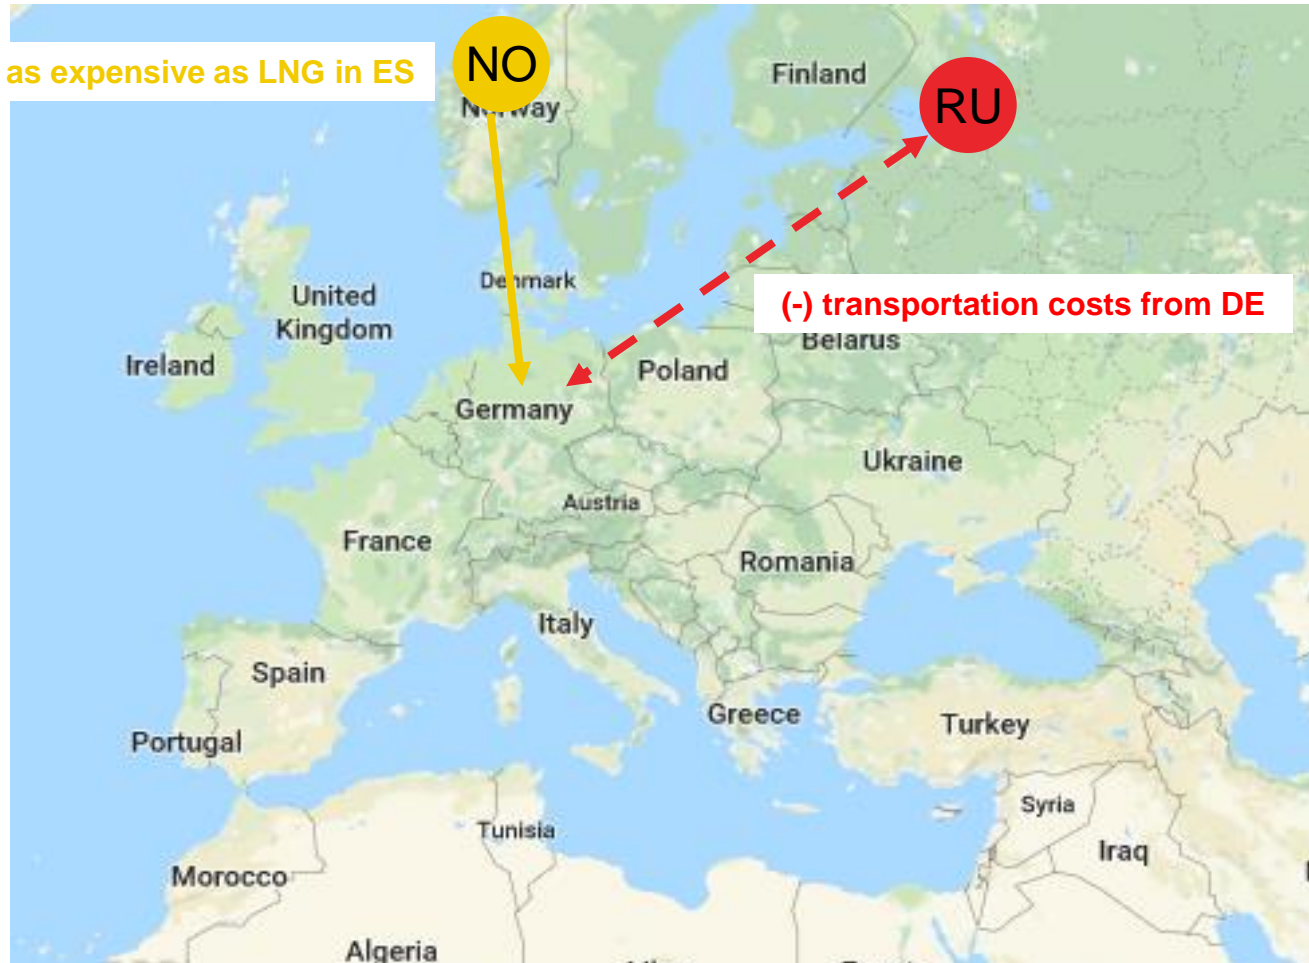 as expensive as LNG in ES
NO
Finland
RU
Norway
Denmark
(-) transportation costs from DE
United
Kingdom
Belarus
Ireland
Poland
Germany
Ukraine
Austria
France
Romania
Italy
Spain
Greece
Turkey
Portugal
Syria
Tunisia
Iraq
Morocco
Algeria